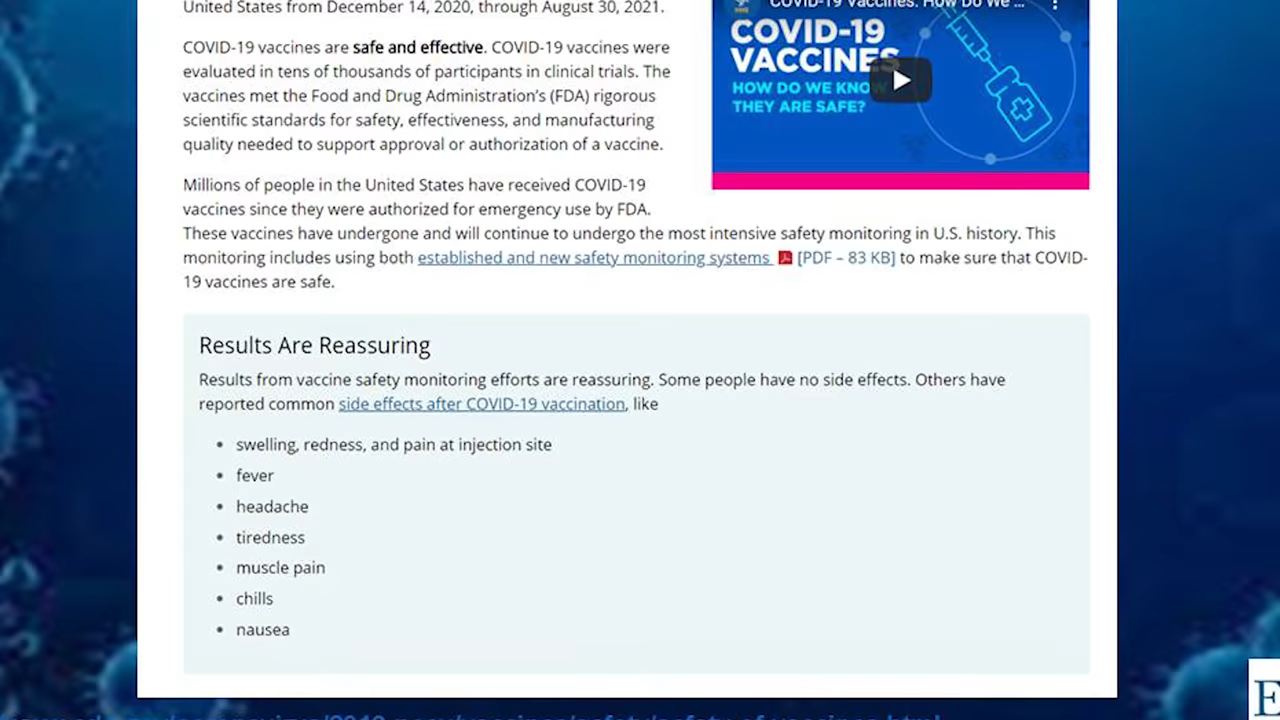 United States from December 14, 2020, through August 30, 2021.
COVID-19 vaccines are safe and effective. COVID-19 vaccines were
evaluated in tens of thousands of participants in clinical trials. The
vaccines met the Food and Drug Administration's (FDA) rigorous
scientific standards for safety, effectiveness, and manufacturing
quality needed to support approval or authorization of a vaccine.
Millions of people in the United States have received COVID-19
vaccines since they were authorized for emergency use by FDA.
These vaccines have undergone and will continue to undergo the most intensive safety monitoring in U.S. history. This
monitoring includes using both established and new safety monitoring systems [PDF – 83 KB] to make sure that COVID-
19 vaccines are safe.
COVID-19 Vaccines: How Do We ...
COVID-19
VACCINES
HOW DO WE KNOW
THEY ARE SAFE?
Results Are Reassuring
Results from vaccine safety monitoring efforts are reassuring. Some people have no side effects. Others have
reported common side effects after COVID-19 vaccination, like
• swelling, redness, and pain at injection site
• fever
• headache
• tiredness
• muscle pain
• chills
• nausea
E